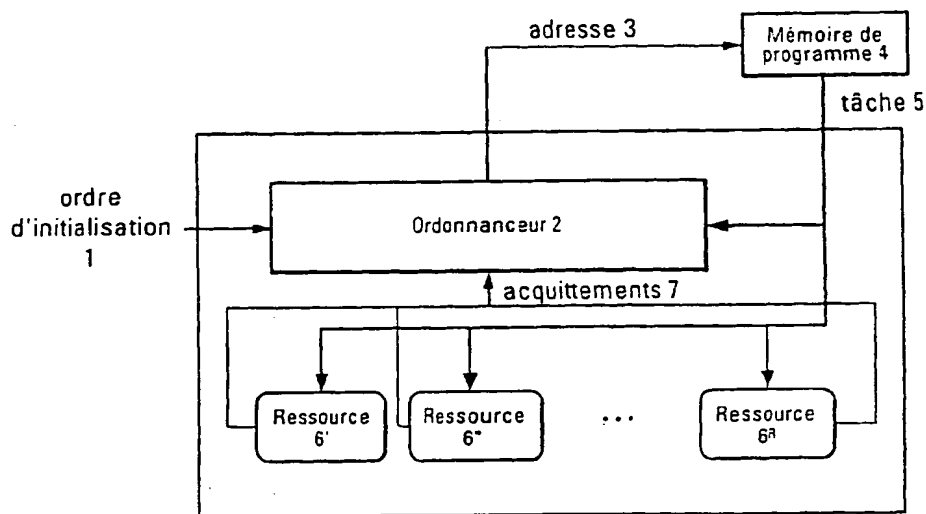 adresse 3
Mémoire de
programme 4
tâche 5
ordre
d'initialisation
1
Ordonnanceur 2
acquittements 7
Ressource
6'
Ressource
6"
...
Ressource
6ᴿ